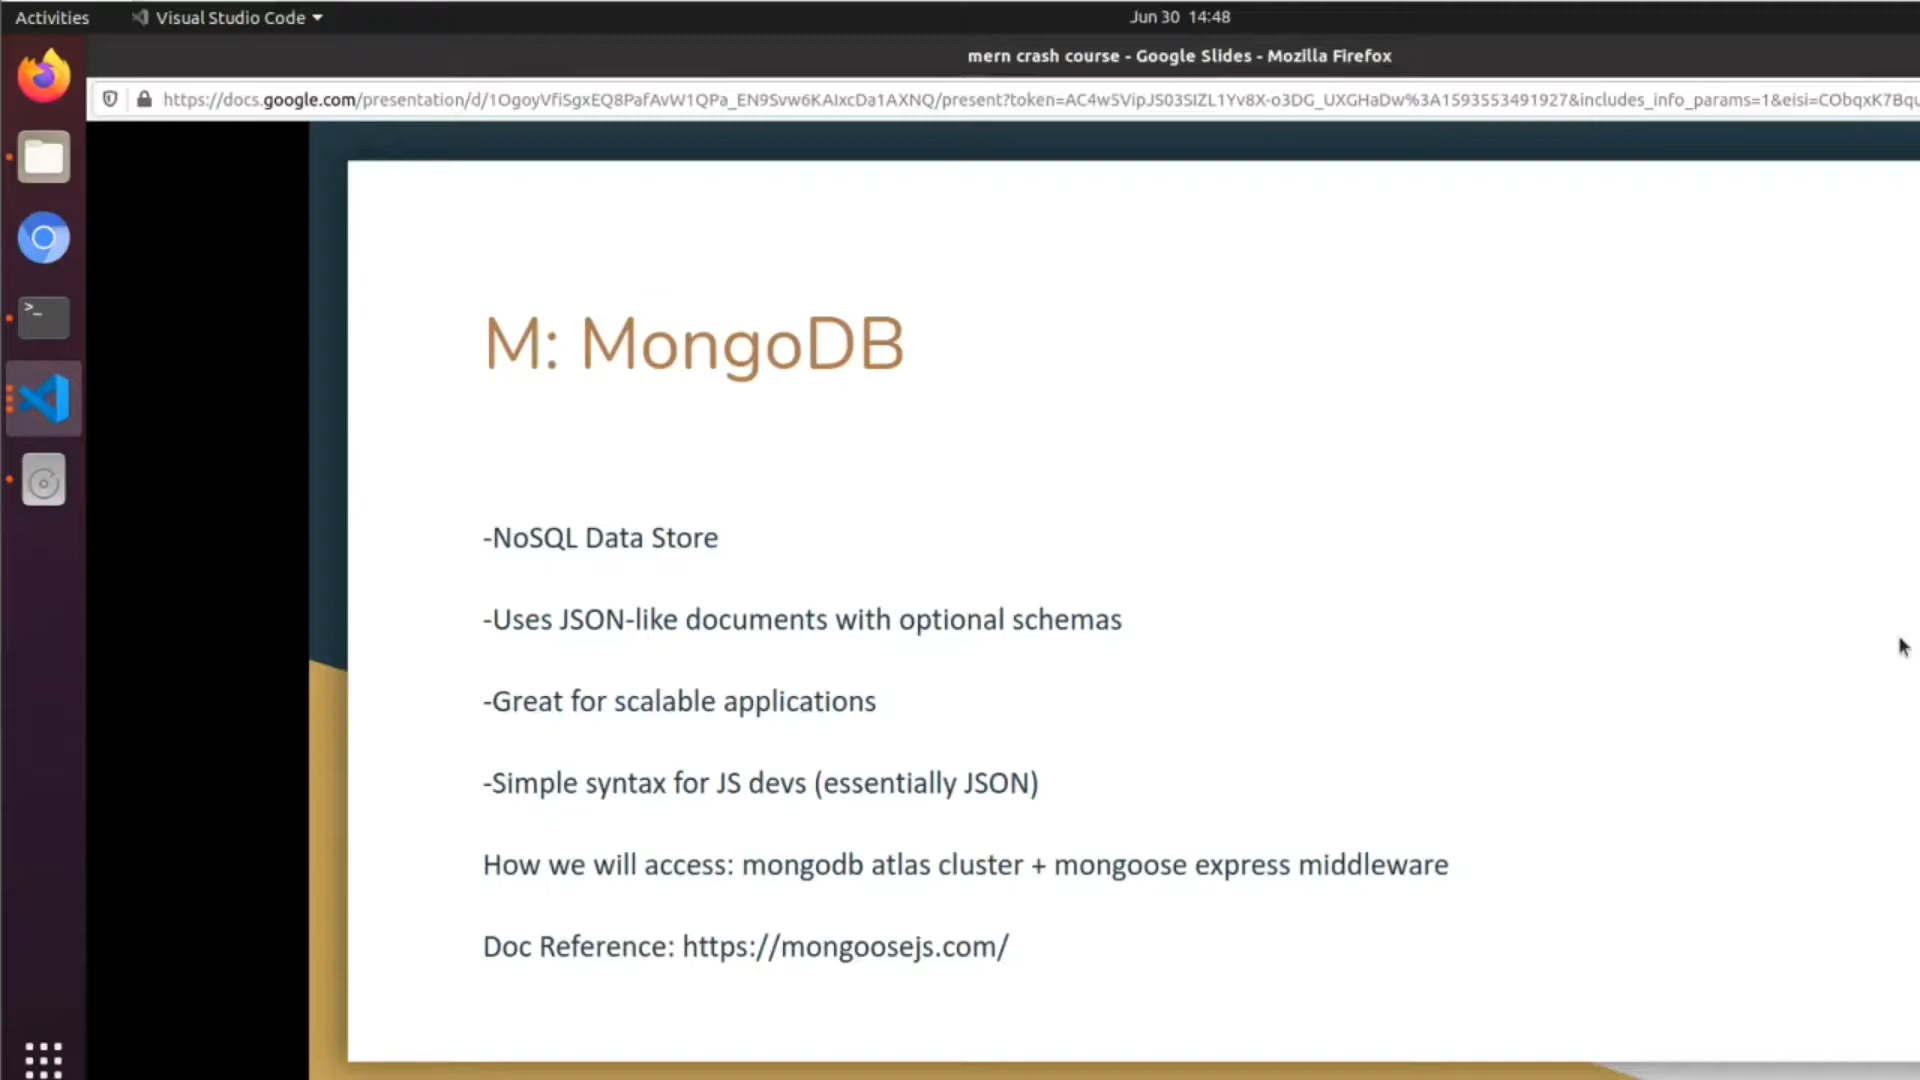 Activities
Visual Studio Code
Jun 30 14:48
mern crash course - Google Slides - Mozilla Firefox
https://docs.google.com/presentation/d/1OgoyVfiSgxEQ8PafAvW1QPa_EN9Svw6KAIxcDa1AXNQ/present?token=AC4w5VipJS03SIZL1Yv8X-o3DG_UXGHaDw%3A1593553491927&includes_info_params=1&eisi=CObqxK7Bqu
M: MongoDB
-NoSQL Data Store
-Uses JSON-like documents with optional schemas
-Great for scalable applications
-Simple syntax for JS devs (essentially JSON)
How we will access: mongodb atlas cluster + mongoose express middleware
Doc Reference: https://mongoosejs.com/